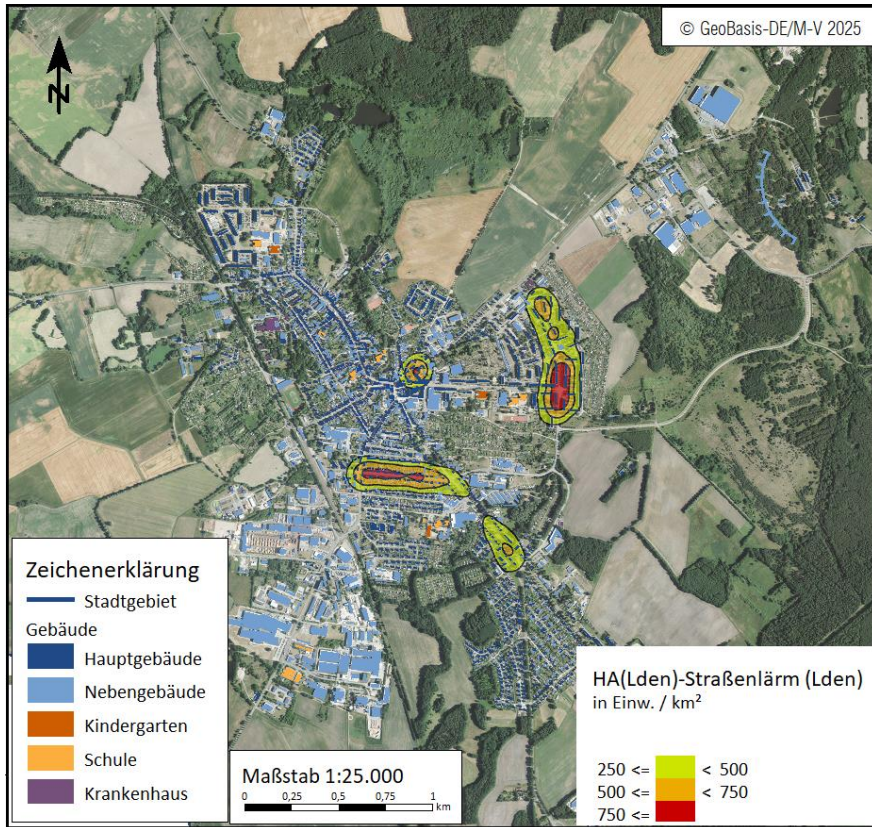 © GeoBasis-DE/M-V 2025
N
Zeichenerklärung
Stadtgebiet
Gebäude
Hauptgebäude
Nebengebäude
Kindergarten
Schule
Krankenhaus
Maßstab 1:25.000
0 0,25 0,5 0,75 1
km
HA(Lden)-Straßenlärm (Lden)
in Einw. / km²
250 <= < 500
500 <= < 750
750 <=